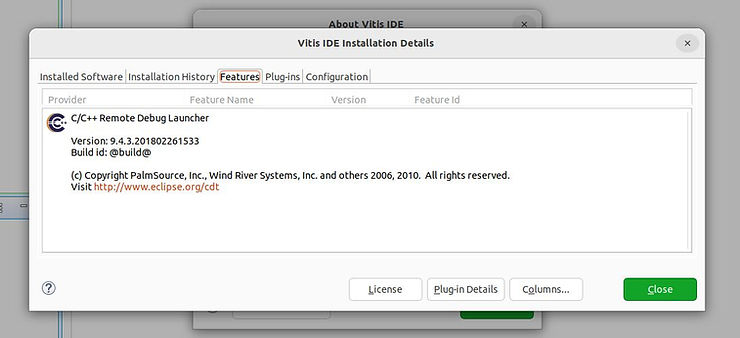 About Vitis IDE
Vitis IDE Installation Details
Installed Software Installation History Features Plug-ins Configuration
Provider Feature Name Version Feature Id
C/C++ Remote Debug Launcher
Version: 9.4.3.201802261533
Build id: @build@
(c) Copyright PalmSource, Inc., Wind River Systems, Inc. and others 2006, 2010. All rights reserved.
Visit http://www.eclipse.org/cdt
License Plug-in Details Columns... Close